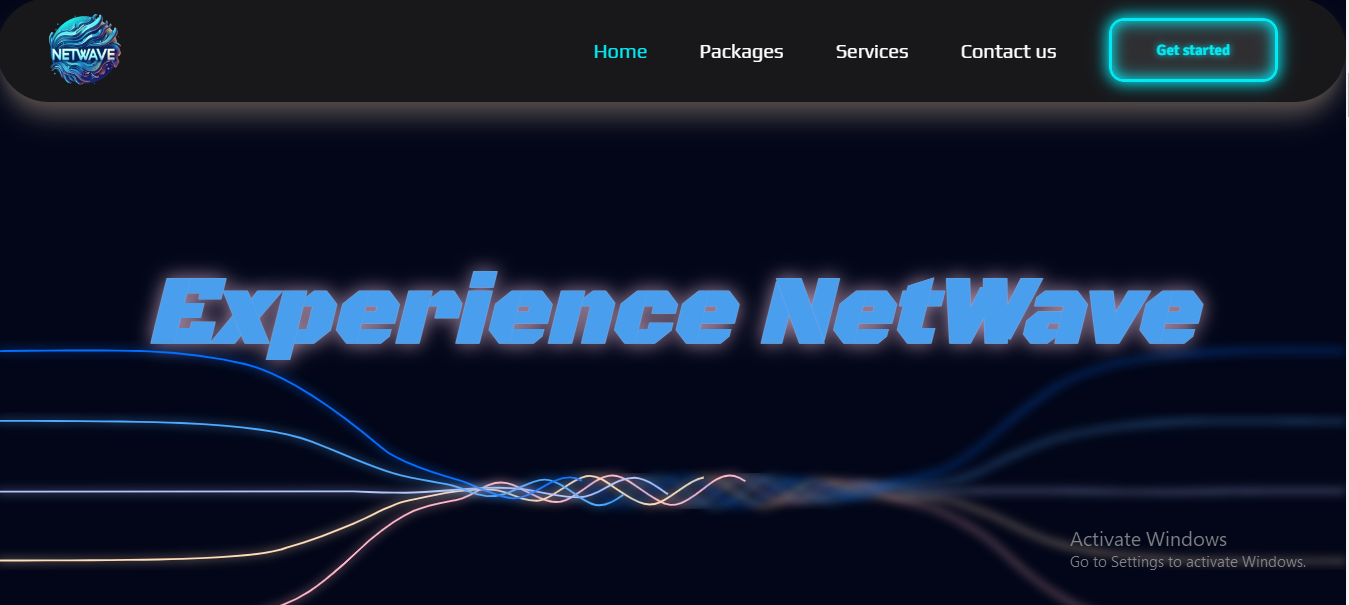 NETWAVE
Home Packages Services Contact us Get started
Experience NetWave
Activate Windows
Go to Settings to activate Windows.